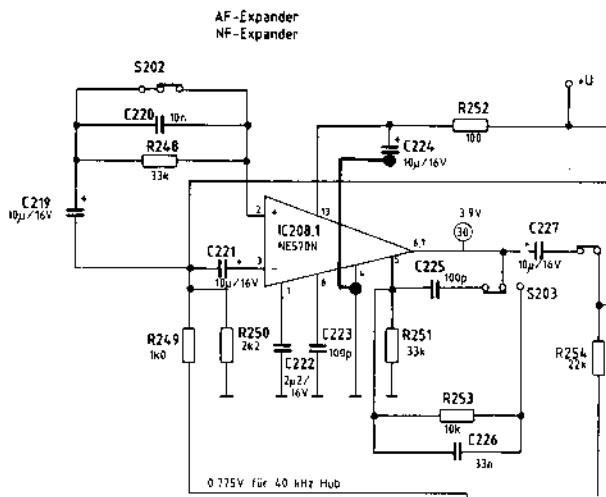 AF-Expander
NF-Expander
S202
C220
10n
R248
33k
C219
10µ/16V
+
C221
+
10µ/16V
2
3
+
-
IC208.1
NE570N
13
1
6
4
5
6,7
C224
+
10µ/16V
R252
100
+U
3.9V
30
C227
+
10µ/16V
C225
100p
S203
R249
1k0
R250
2k2
C222
2µ2/
16V
C223
100p
R251
33k
R253
10k
C226
33n
R254
22k
0.775V für 40 kHz Hub